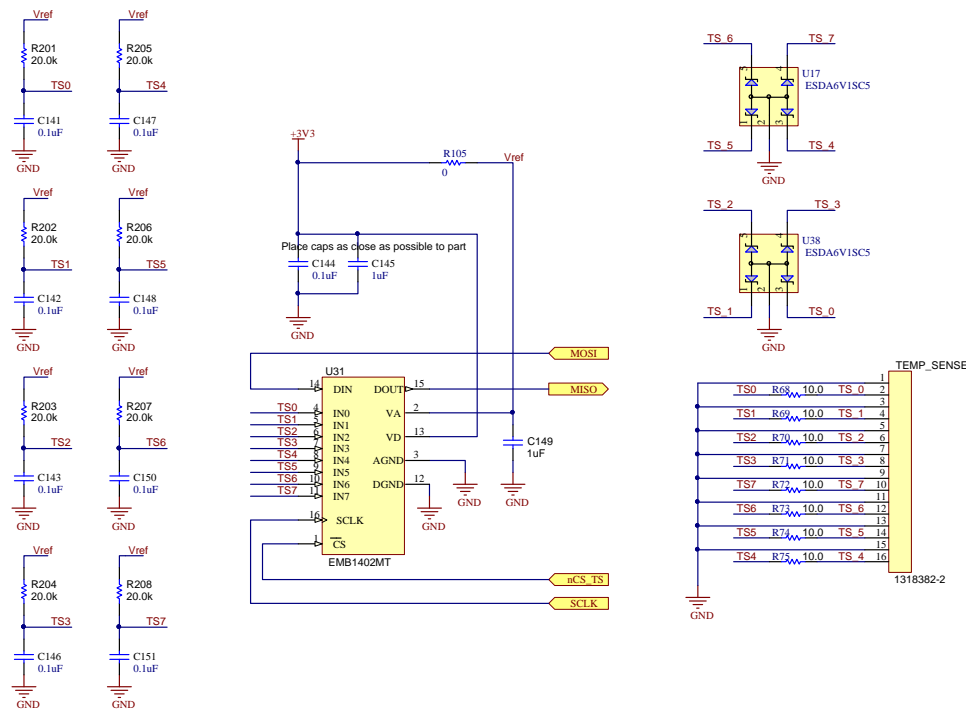 Vref
R201
20.0k
TS0
C141
0.1uF
GND
Vref
R205
20.0k
TS4
C147
0.1uF
GND
Vref
R202
20.0k
TS1
C142
0.1uF
GND
Vref
R206
20.0k
TS5
C148
0.1uF
GND
Vref
R203
20.0k
TS2
C143
0.1uF
GND
Vref
R207
20.0k
TS6
C150
0.1uF
GND
Vref
R204
20.0k
TS3
C146
0.1uF
GND
Vref
R208
20.0k
TS7
C151
0.1uF
GND
+3V3
R105
0
Vref
Place caps as close as possible to part
C144
0.1uF
C145
1uF
GND
MOSI
MISO
U31
14 DIN DOUT 15
TS0 4 IN0 VA 2
TS1 5 IN1
TS2 6 IN2 VD 13
TS3 7 IN3
TS4 8 IN4 AGND 3
TS5 9 IN5
TS6 10 IN6 DGND 12
TS7 11 IN7
16 SCLK
1 CS
EMB1402MT
C149
1uF
GND
GND
GND
nCS_TS
SCLK
TS_6
TS_7
5
4
U17
ESDA6V1SC5
1
2
3
TS_5
TS_4
GND
TS_2
TS_3
5
4
U38
ESDA6V1SC5
1
2
3
TS_1
TS_0
GND
TEMP_SENSE
1
TS0 R68 10.0 TS_0 2
3
TS1 R69 10.0 TS_1 4
5
TS2 R70 10.0 TS_2 6
7
TS3 R71 10.0 TS_3 8
9
TS7 R72 10.0 TS_7 10
11
TS6 R73 10.0 TS_6 12
13
TS5 R74 10.0 TS_5 14
15
TS4 R75 10.0 TS_4 16
1318382-2
GND